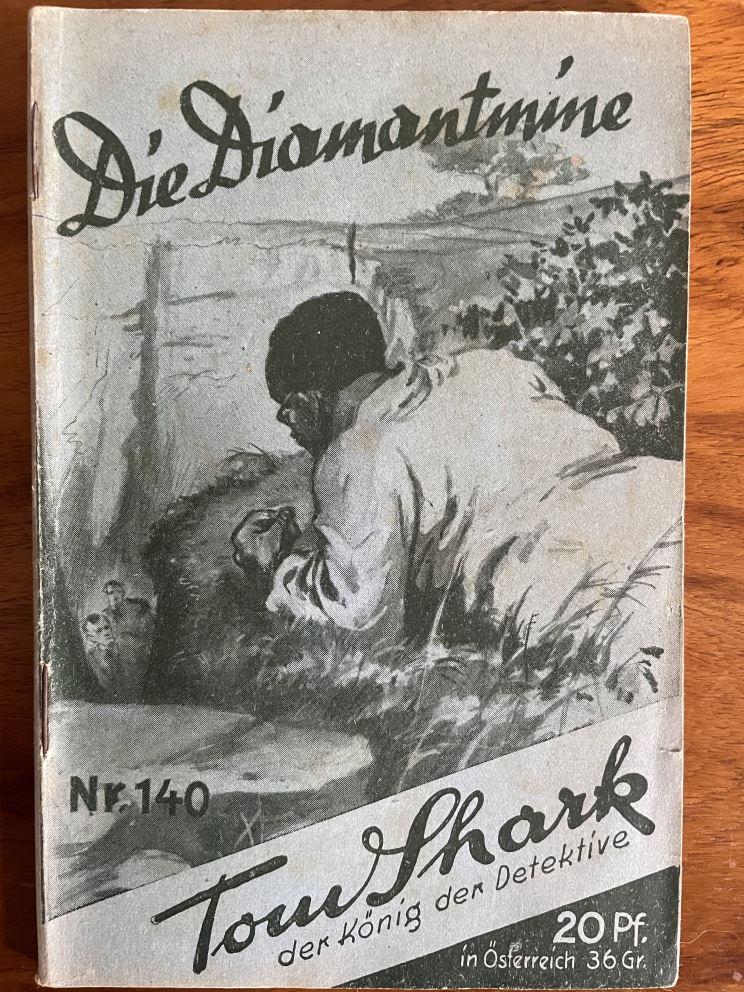 Die Diamantmine
Nr. 140
Tom Shark
der König der Detektive
20 Pf.
in Österreich 36 Gr.